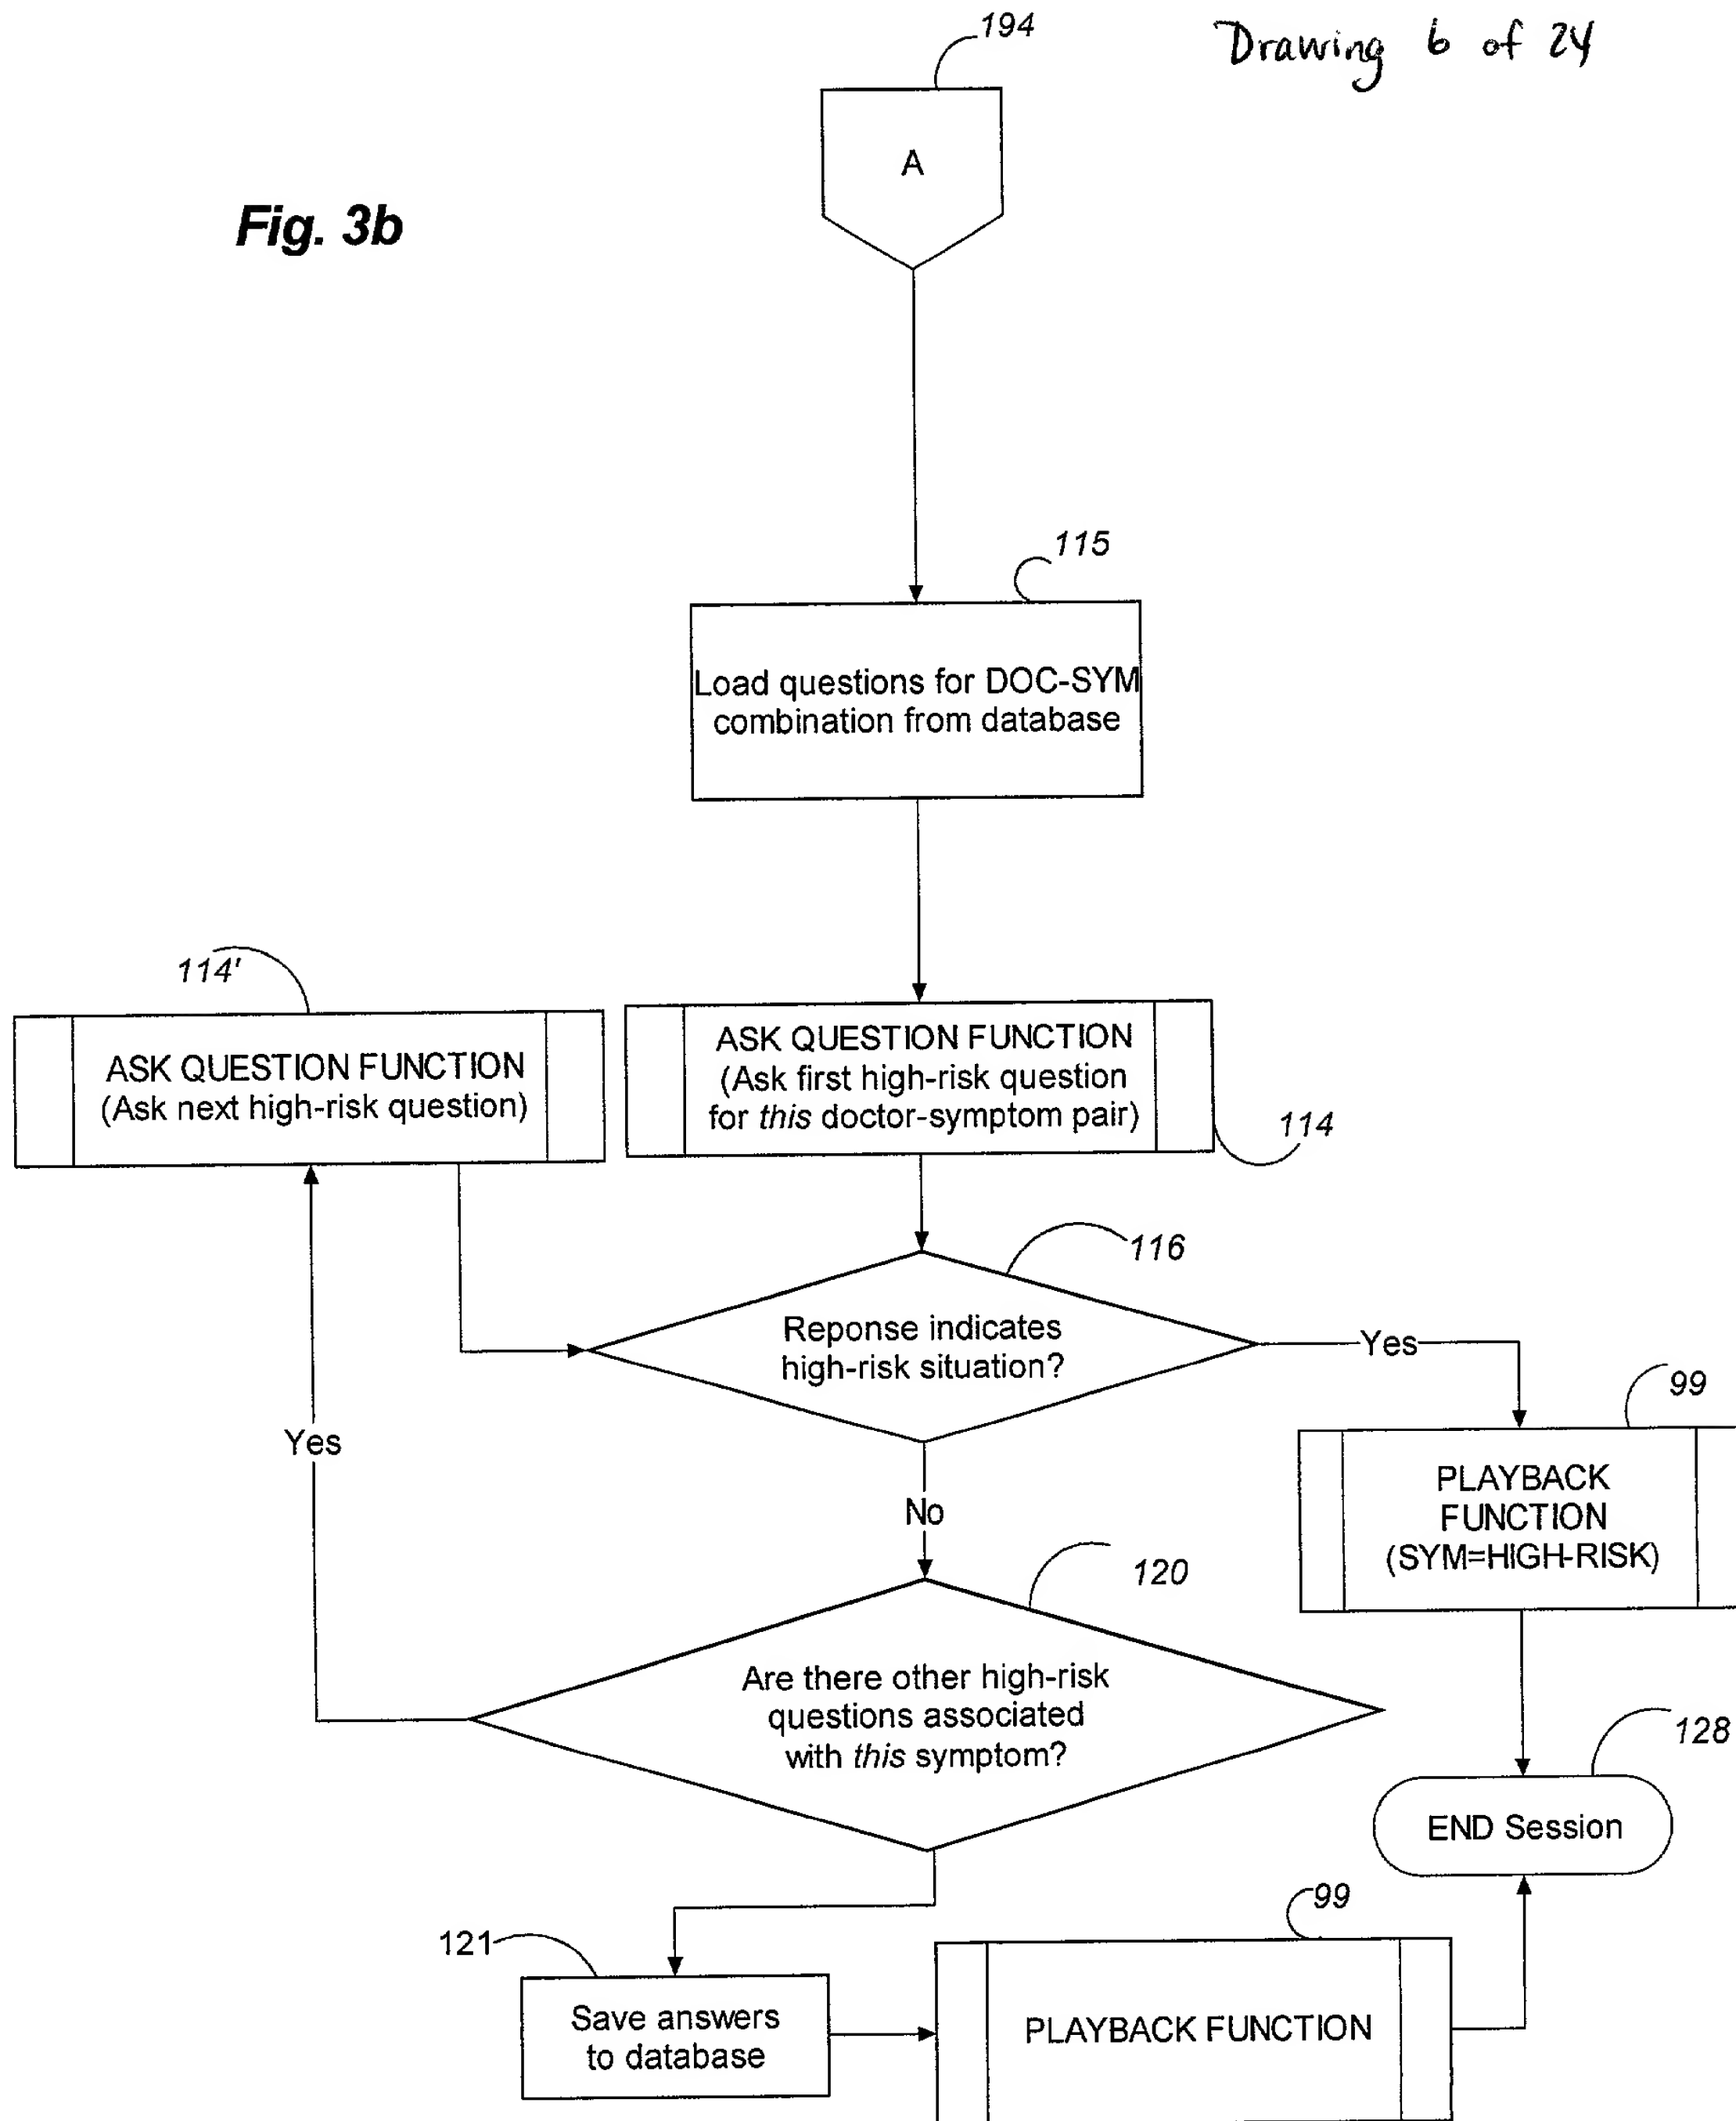 194
Drawing 6 of 24
A
Fig. 3b
115
Load questions for DOC-SYM
combination from database
114'
ASK QUESTION FUNCTION
(Ask next high-risk question)
ASK QUESTION FUNCTION
(Ask first high-risk question
for this doctor-symptom pair)
114
116
Reponse indicates
high-risk situation?
Yes
99
Yes
PLAYBACK
FUNCTION
(SYM=HIGH-RISK)
No
120
Are there other high-risk
questions associated
with this symptom?
128
END Session
99
121
Save answers
to database
PLAYBACK FUNCTION